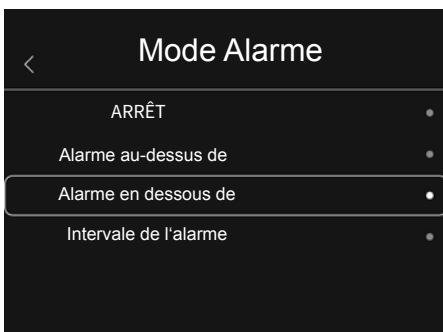 Mode Alarme
ARRÊT
Alarme au-dessus de
Alarme en dessous de
Intervale de l‘alarme